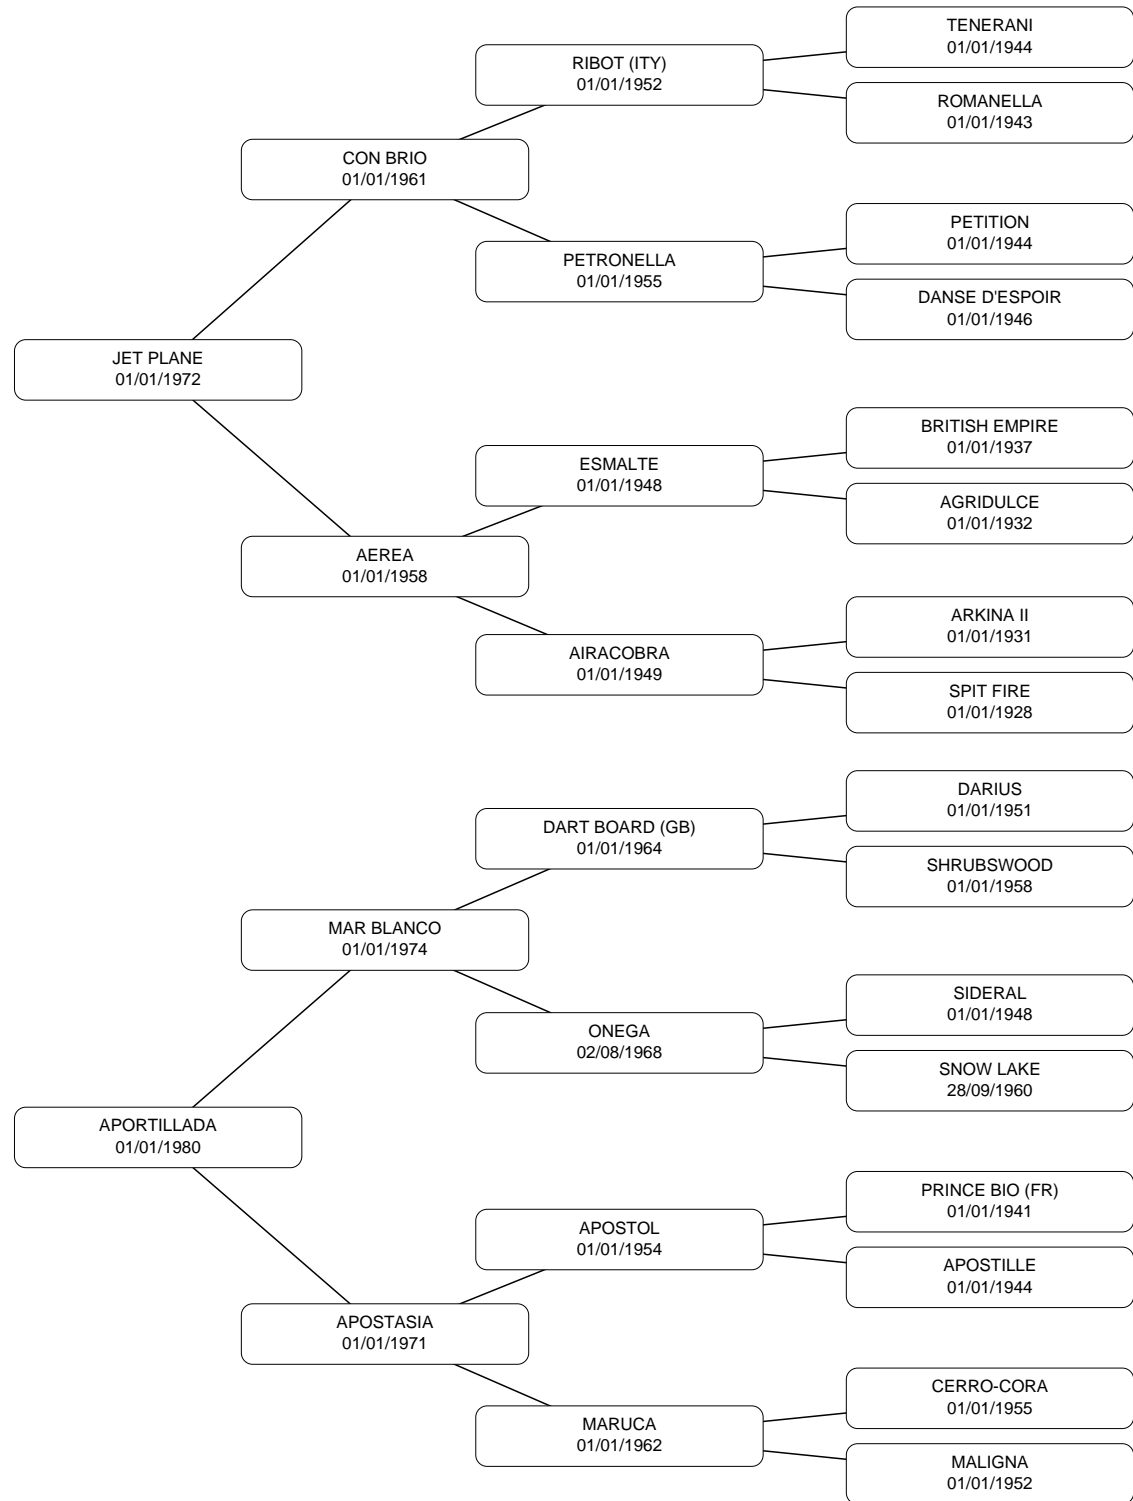 TENERANI
01/01/1944
RIBOT (ITY)
01/01/1952
ROMANELLA
01/01/1943
CON BRIO
01/01/1961
PETITION
01/01/1944
PETRONELLA
01/01/1955
DANSE D'ESPOIR
01/01/1946
JET PLANE
01/01/1972
BRITISH EMPIRE
01/01/1937
ESMALTE
01/01/1948
AGRIDULCE
01/01/1932
AEREA
01/01/1958
ARKINA II
01/01/1931
AIRACOBRA
01/01/1949
SPIT FIRE
01/01/1928
DARIUS
01/01/1951
DART BOARD (GB)
01/01/1964
SHRUBSWOOD
01/01/1958
MAR BLANCO
01/01/1974
SIDERAL
01/01/1948
ONEGA
02/08/1968
SNOW LAKE
28/09/1960
APORTILLADA
01/01/1980
PRINCE BIO (FR)
01/01/1941
APOSTOL
01/01/1954
APOSTILLE
01/01/1944
APOSTASIA
01/01/1971
CERRO-CORA
01/01/1955
MARUCA
01/01/1962
MALIGNA
01/01/1952